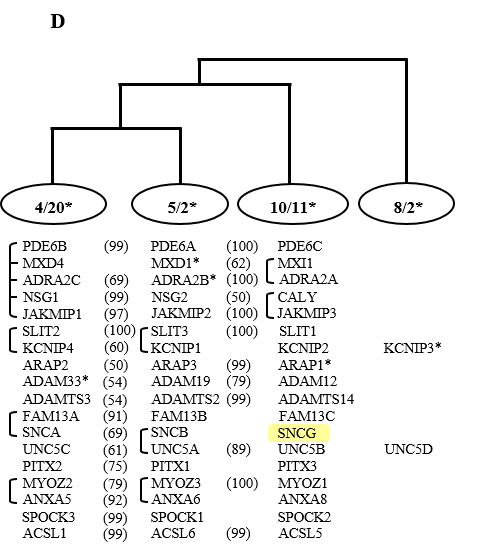 D
4/20* 5/2* 10/11* 8/2*
PDE6B (99) PDE6A (100) PDE6C
MXD4 MXD1* (62) MXI1
ADRA2C (69) ADRA2B* (100) ADRA2A
NSG1 (99) NSG2 (50) CALY
JAKMIP1 (97) JAKMIP2 (100) JAKMIP3
SLIT2 (100) SLIT3 (100) SLIT1
KCNIP4 (60) KCNIP1 KCNIP2 KCNIP3*
ARAP2 (50) ARAP3 (99) ARAP1*
ADAM33* (54) ADAM19 (79) ADAM12
ADAMTS3 (54) ADAMTS2 (99) ADAMTS14
FAM13A (91) FAM13B FAM13C
SNCA (69) SNCB SNCG
UNC5C (61) UNC5A (89) UNC5B UNC5D
PITX2 (75) PITX1 PITX3
MYOZ2 (79) MYOZ3 (100) MYOZ1
ANXA5 (92) ANXA6 ANXA8
SPOCK3 (99) SPOCK1 SPOCK2
ACSL1 (99) ACSL6 (99) ACSL5